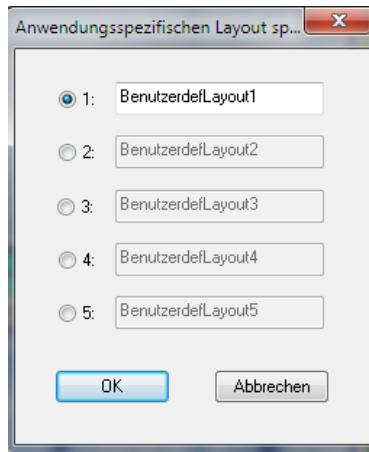 Anwendungsspezifischen Layout sp...
1: BenutzerdefLayout1
2: BenutzerdefLayout2
3: BenutzerdefLayout3
4: BenutzerdefLayout4
5: BenutzerdefLayout5
OK Abbrechen